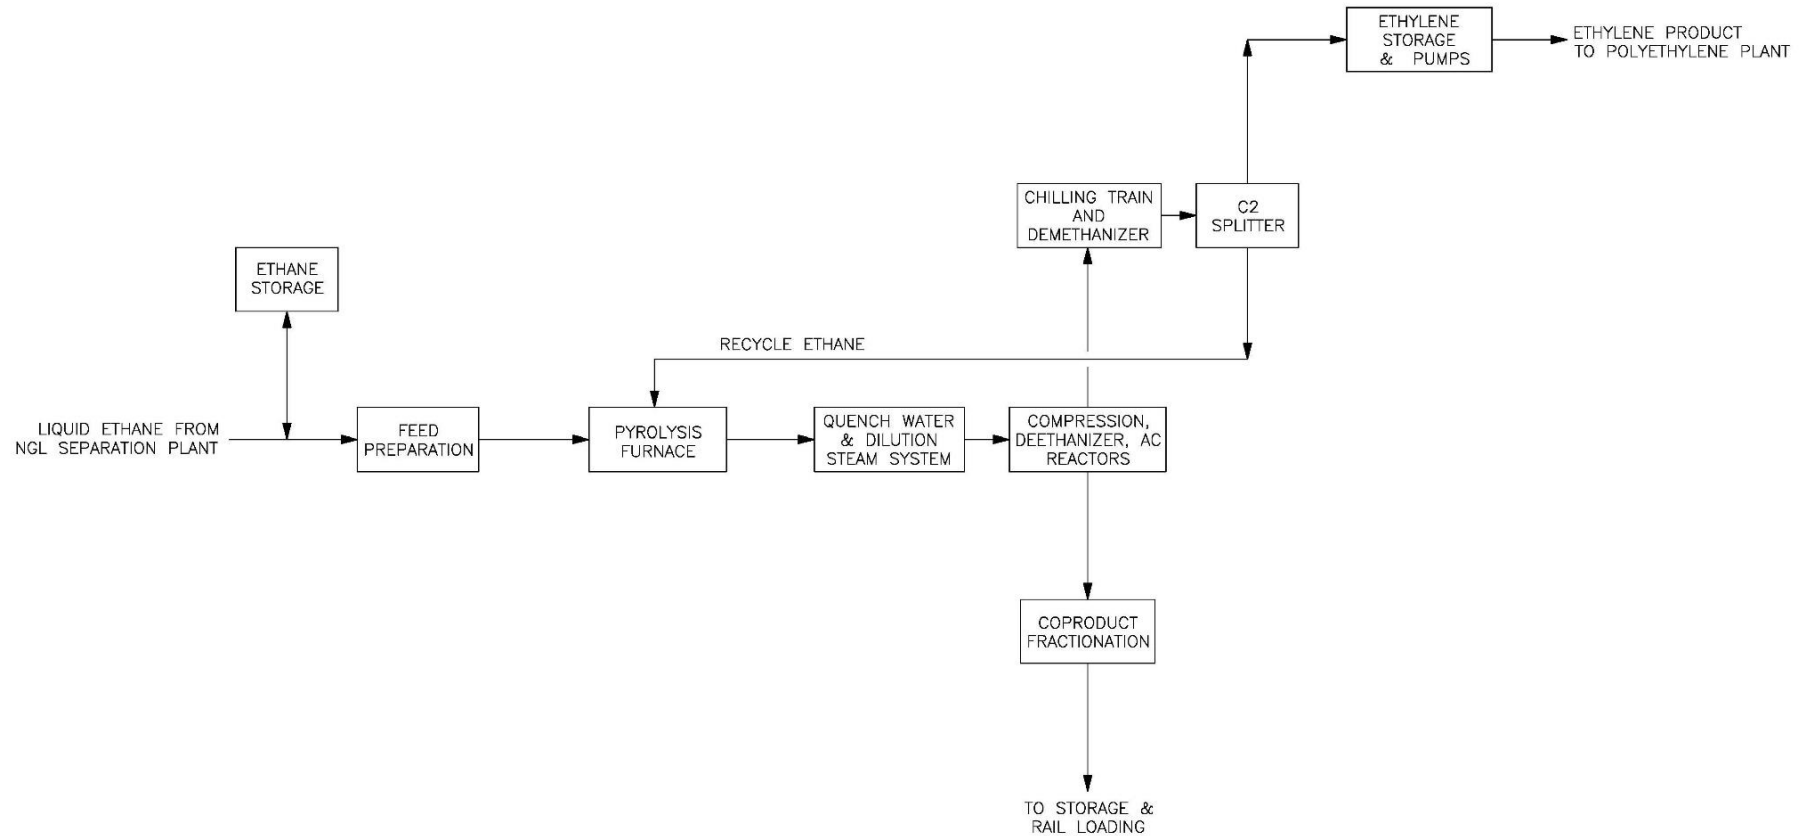 ETHYLENE
STORAGE
& PUMPS
ETHYLENE PRODUCT
TO POLYETHYLENE PLANT
CHILLING TRAIN
AND
DEMETHANIZER
C2
SPLITTER
ETHANE
STORAGE
RECYCLE ETHANE
LIQUID ETHANE FROM
NGL SEPARATION PLANT
FEED
PREPARATION
PYROLYSIS
FURNACE
QUENCH WATER
& DILUTION
STEAM SYSTEM
COMPRESSION,
DEETHANIZER, AC
REACTORS
COPRODUCT
FRACTIONATION
TO STORAGE &
RAIL LOADING